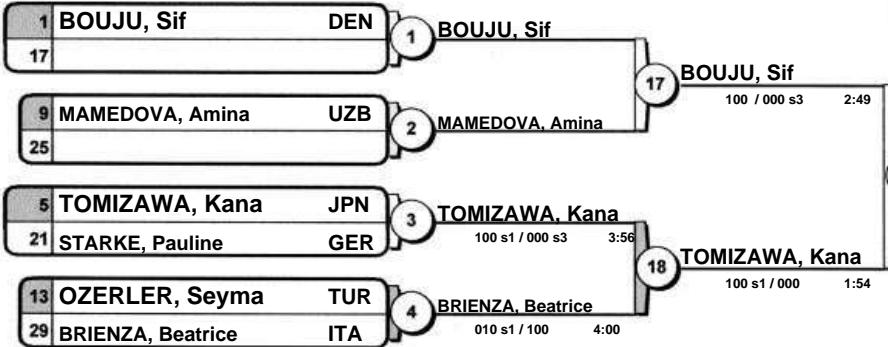 1 BOUJU, Sif DEN
17
1 BOUJU, Sif
9 MAMEDOVA, Amina UZB
25
2 MAMEDOVA, Amina
17 BOUJU, Sif
100 / 000 s3 2:49
5 TOMIZAWA, Kana JPN
21 STARKE, Pauline GER
3 TOMIZAWA, Kana
100 s1 / 000 s3 3:56
13 OZERLER, Seyma TUR
29 BRIENZA, Beatrice ITA
4 BRIENZA, Beatrice
010 s1 / 100 4:00
18 TOMIZAWA, Kana
100 s1 / 000 1:54